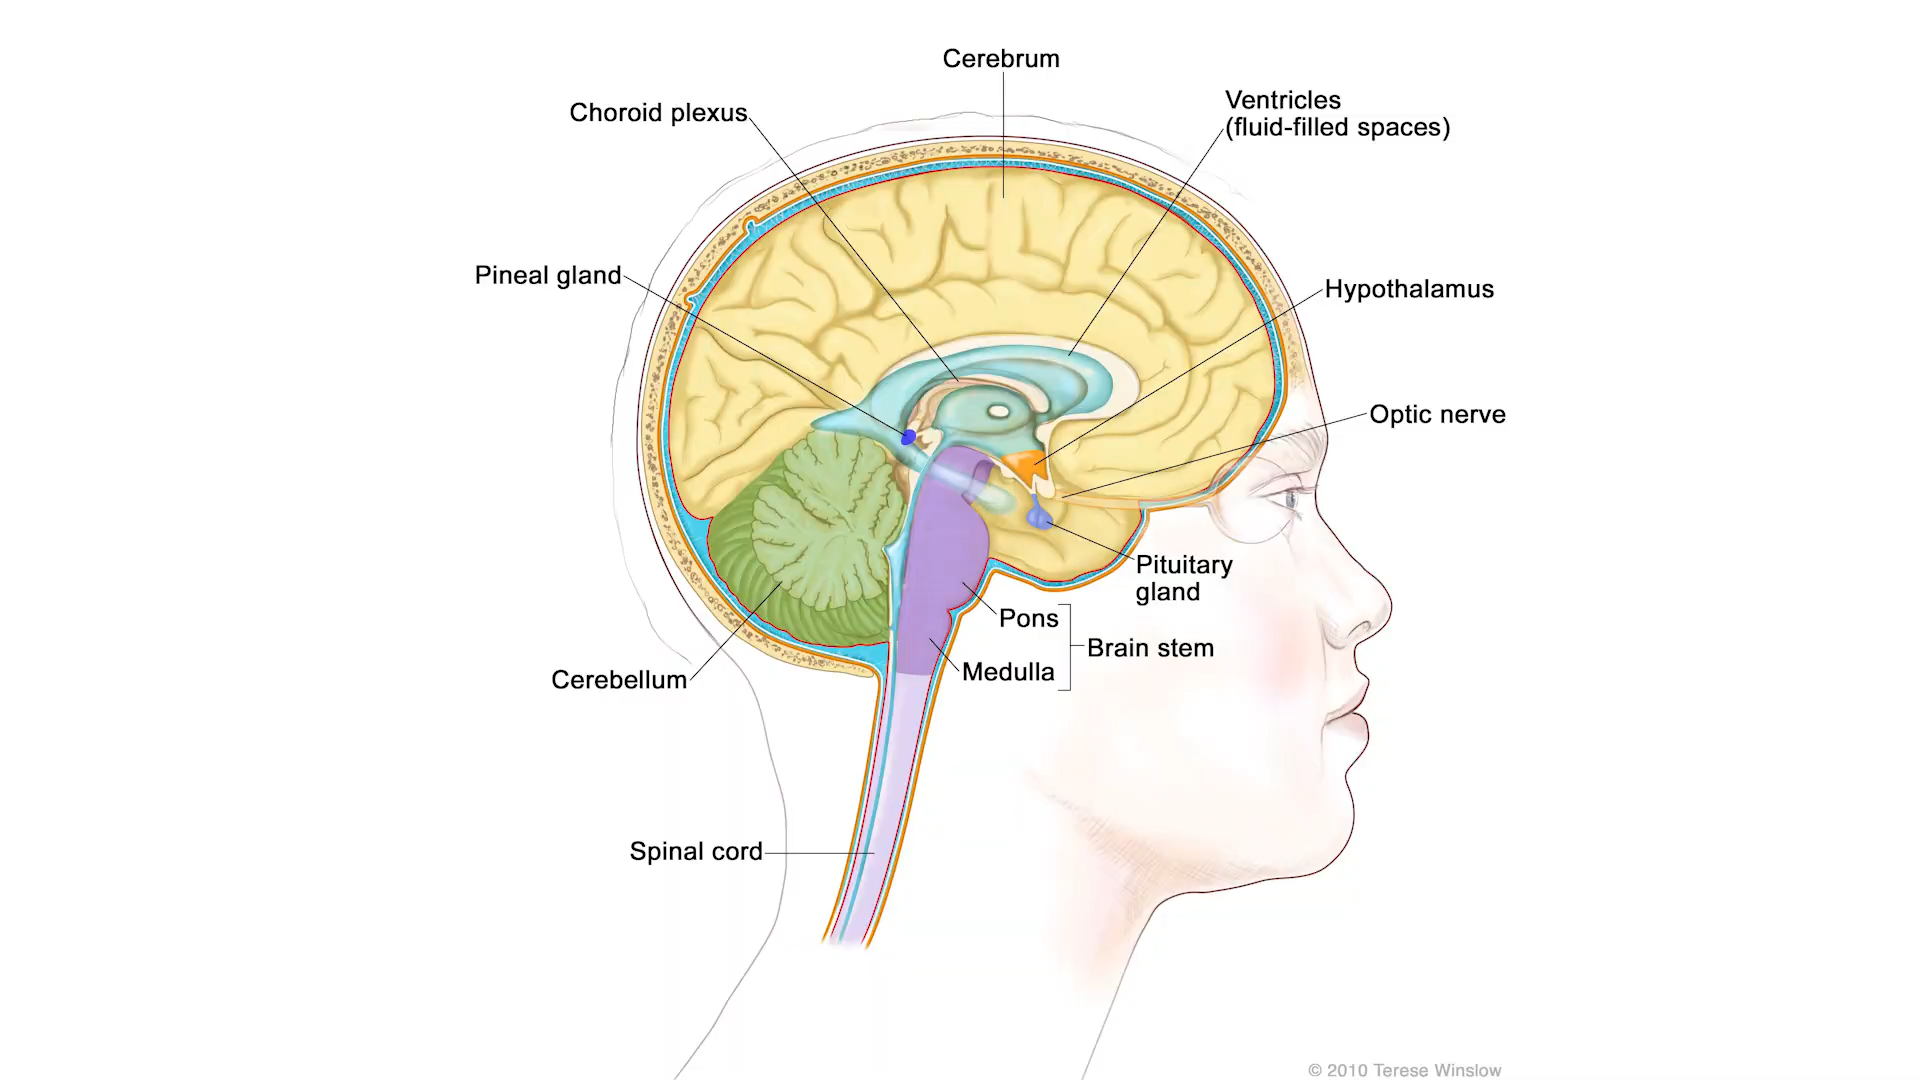 Cerebrum
Ventricles
(fluid-filled spaces)
Choroid plexus
Pineal gland
Hypothalamus
Optic nerve
Pituitary
gland
Pons
Brain stem
Medulla
Cerebellum
Spinal cord
© 2010 Terese Winslow